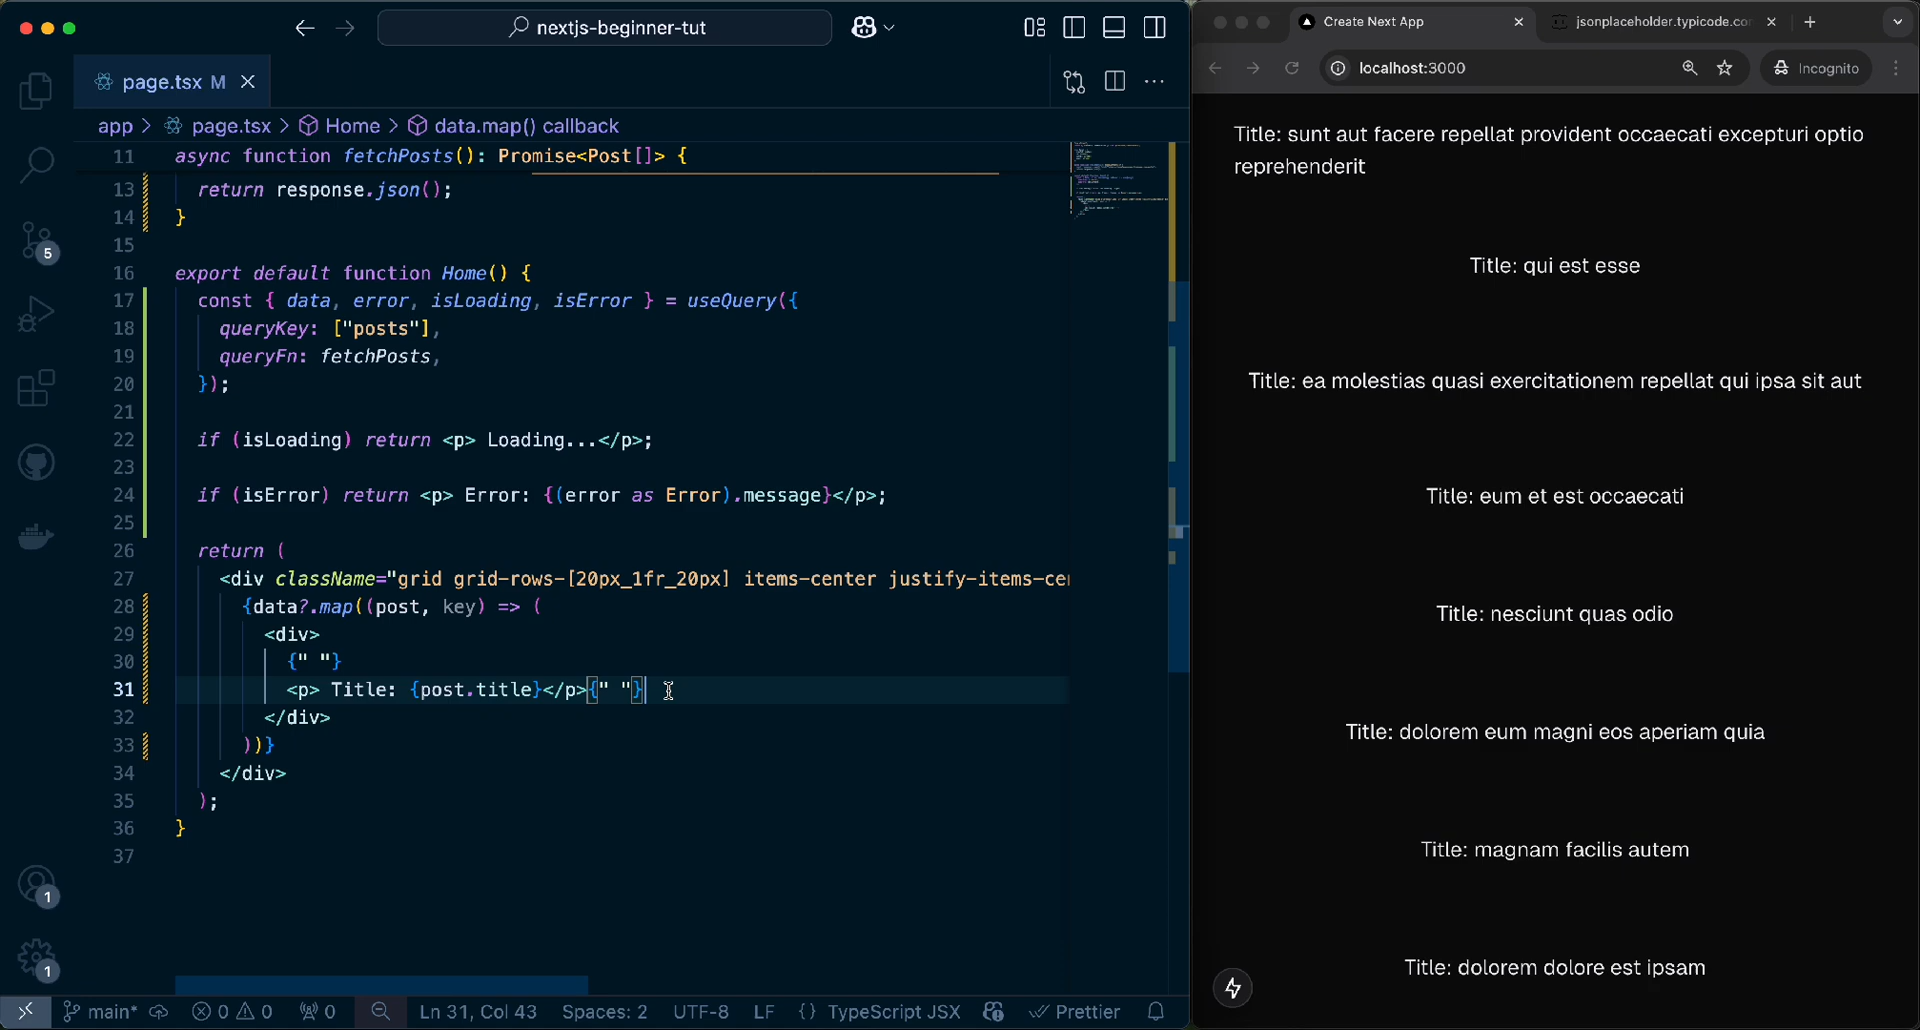 nextjs-beginner-tut
page.tsx M
app > page.tsx > Home > data.map() callback
11 async function fetchPosts(): Promise<Post[]> {
13 return response.json();
14 }
15
16 export default function Home() {
17 const { data, error, isLoading, isError } = useQuery({
18 queryKey: ["posts"],
19 queryFn: fetchPosts,
20 });
21
22 if (isLoading) return <p> Loading...</p>;
23
24 if (isError) return <p> Error: {(error as Error).message}</p>;
25
26 return (
27 <div className="grid grid-rows-[20px_1fr_20px] items-center justify-items-ce
28 {data?.map((post, key) => (
29 <div>
30 {" "}
31 <p> Title: {post.title}</p>{" "}
32 </div>
33 ))}
34 </div>
35 );
36 }
37
5
1
1
main* 0 0 0 Ln 31, Col 43 Spaces: 2 UTF-8 LF {} TypeScript JSX Prettier
Create Next App
jsonplaceholder.typicode.co
localhost:3000
Incognito
Title: sunt aut facere repellat provident occaecati excepturi optio
reprehenderit
Title: qui est esse
Title: ea molestias quasi exercitationem repellat qui ipsa sit aut
Title: eum et est occaecati
Title: nesciunt quas odio
Title: dolorem eum magni eos aperiam quia
Title: magnam facilis autem
Title: dolorem dolore est ipsam